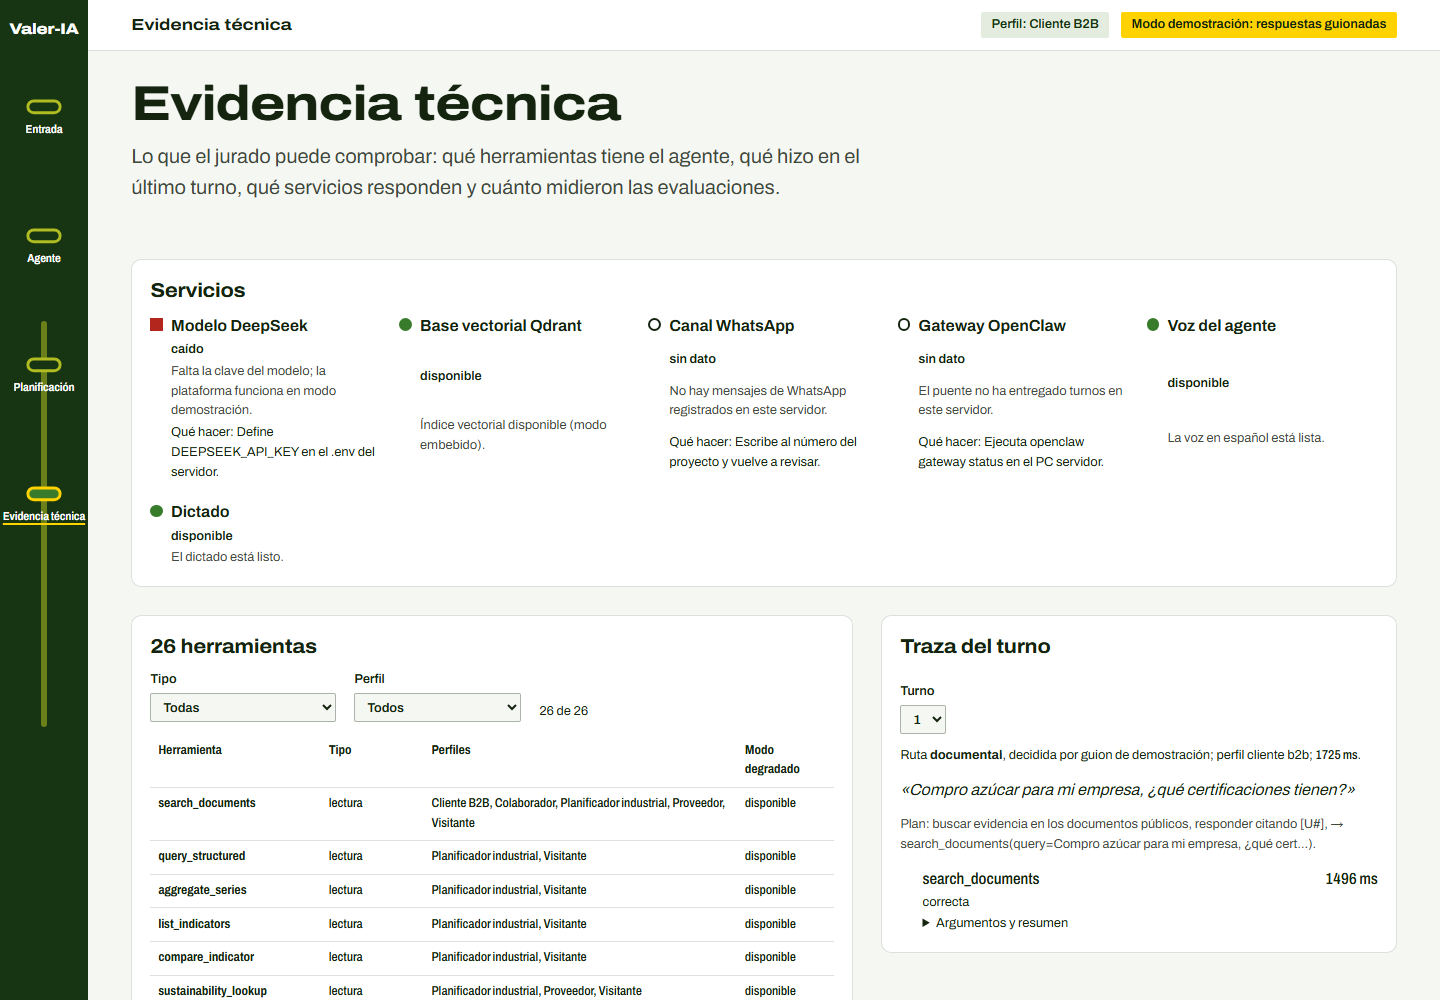 Valer-IA
Entrada
Agente
Planificación
Evidencia técnica
Evidencia técnica
Perfil: Cliente B2B
Modo demostración: respuestas guionadas
Evidencia técnica
Lo que el jurado puede comprobar: qué herramientas tiene el agente, qué hizo en el
último turno, qué servicios responden y cuánto midieron las evaluaciones.
Servicios
Modelo DeepSeek
caído
Falta la clave del modelo; la
plataforma funciona en modo
demostración.
Qué hacer: Define
DEEPSEEK_API_KEY en el .env del
servidor.
Base vectorial Qdrant
disponible
Índice vectorial disponible (modo
embebido).
Canal WhatsApp
sin dato
No hay mensajes de WhatsApp
registrados en este servidor.
Qué hacer: Escribe al número del
proyecto y vuelve a revisar.
Gateway OpenClaw
sin dato
El puente no ha entregado turnos en
este servidor.
Qué hacer: Ejecuta openclaw
gateway status en el PC servidor.
Voz del agente
disponible
La voz en español está lista.
Dictado
disponible
El dictado está listo.
26 herramientas
Tipo
Todas
Perfil
Todos
26 de 26
Herramienta Tipo Perfiles Modo
degradado
search_documents lectura Cliente B2B, Colaborador, Planificador industrial, Proveedor, disponible
Visitante
query_structured lectura Planificador industrial, Visitante disponible
aggregate_series lectura Planificador industrial, Visitante disponible
list_indicators lectura Planificador industrial, Visitante disponible
compare_indicator lectura Planificador industrial, Visitante disponible
sustainability_lookup lectura Planificador industrial, Proveedor, Visitante disponible
Traza del turno
Turno
1
Ruta documental, decidida por guion de demostración; perfil cliente b2b; 1725 ms.
«Compro azúcar para mi empresa, ¿qué certificaciones tienen?»
Plan: buscar evidencia en los documentos públicos, responder citando [U#], →
search_documents(query=Compro azúcar para mi empresa, ¿qué cert...).
search_documents 1496 ms
correcta
Argumentos y resumen